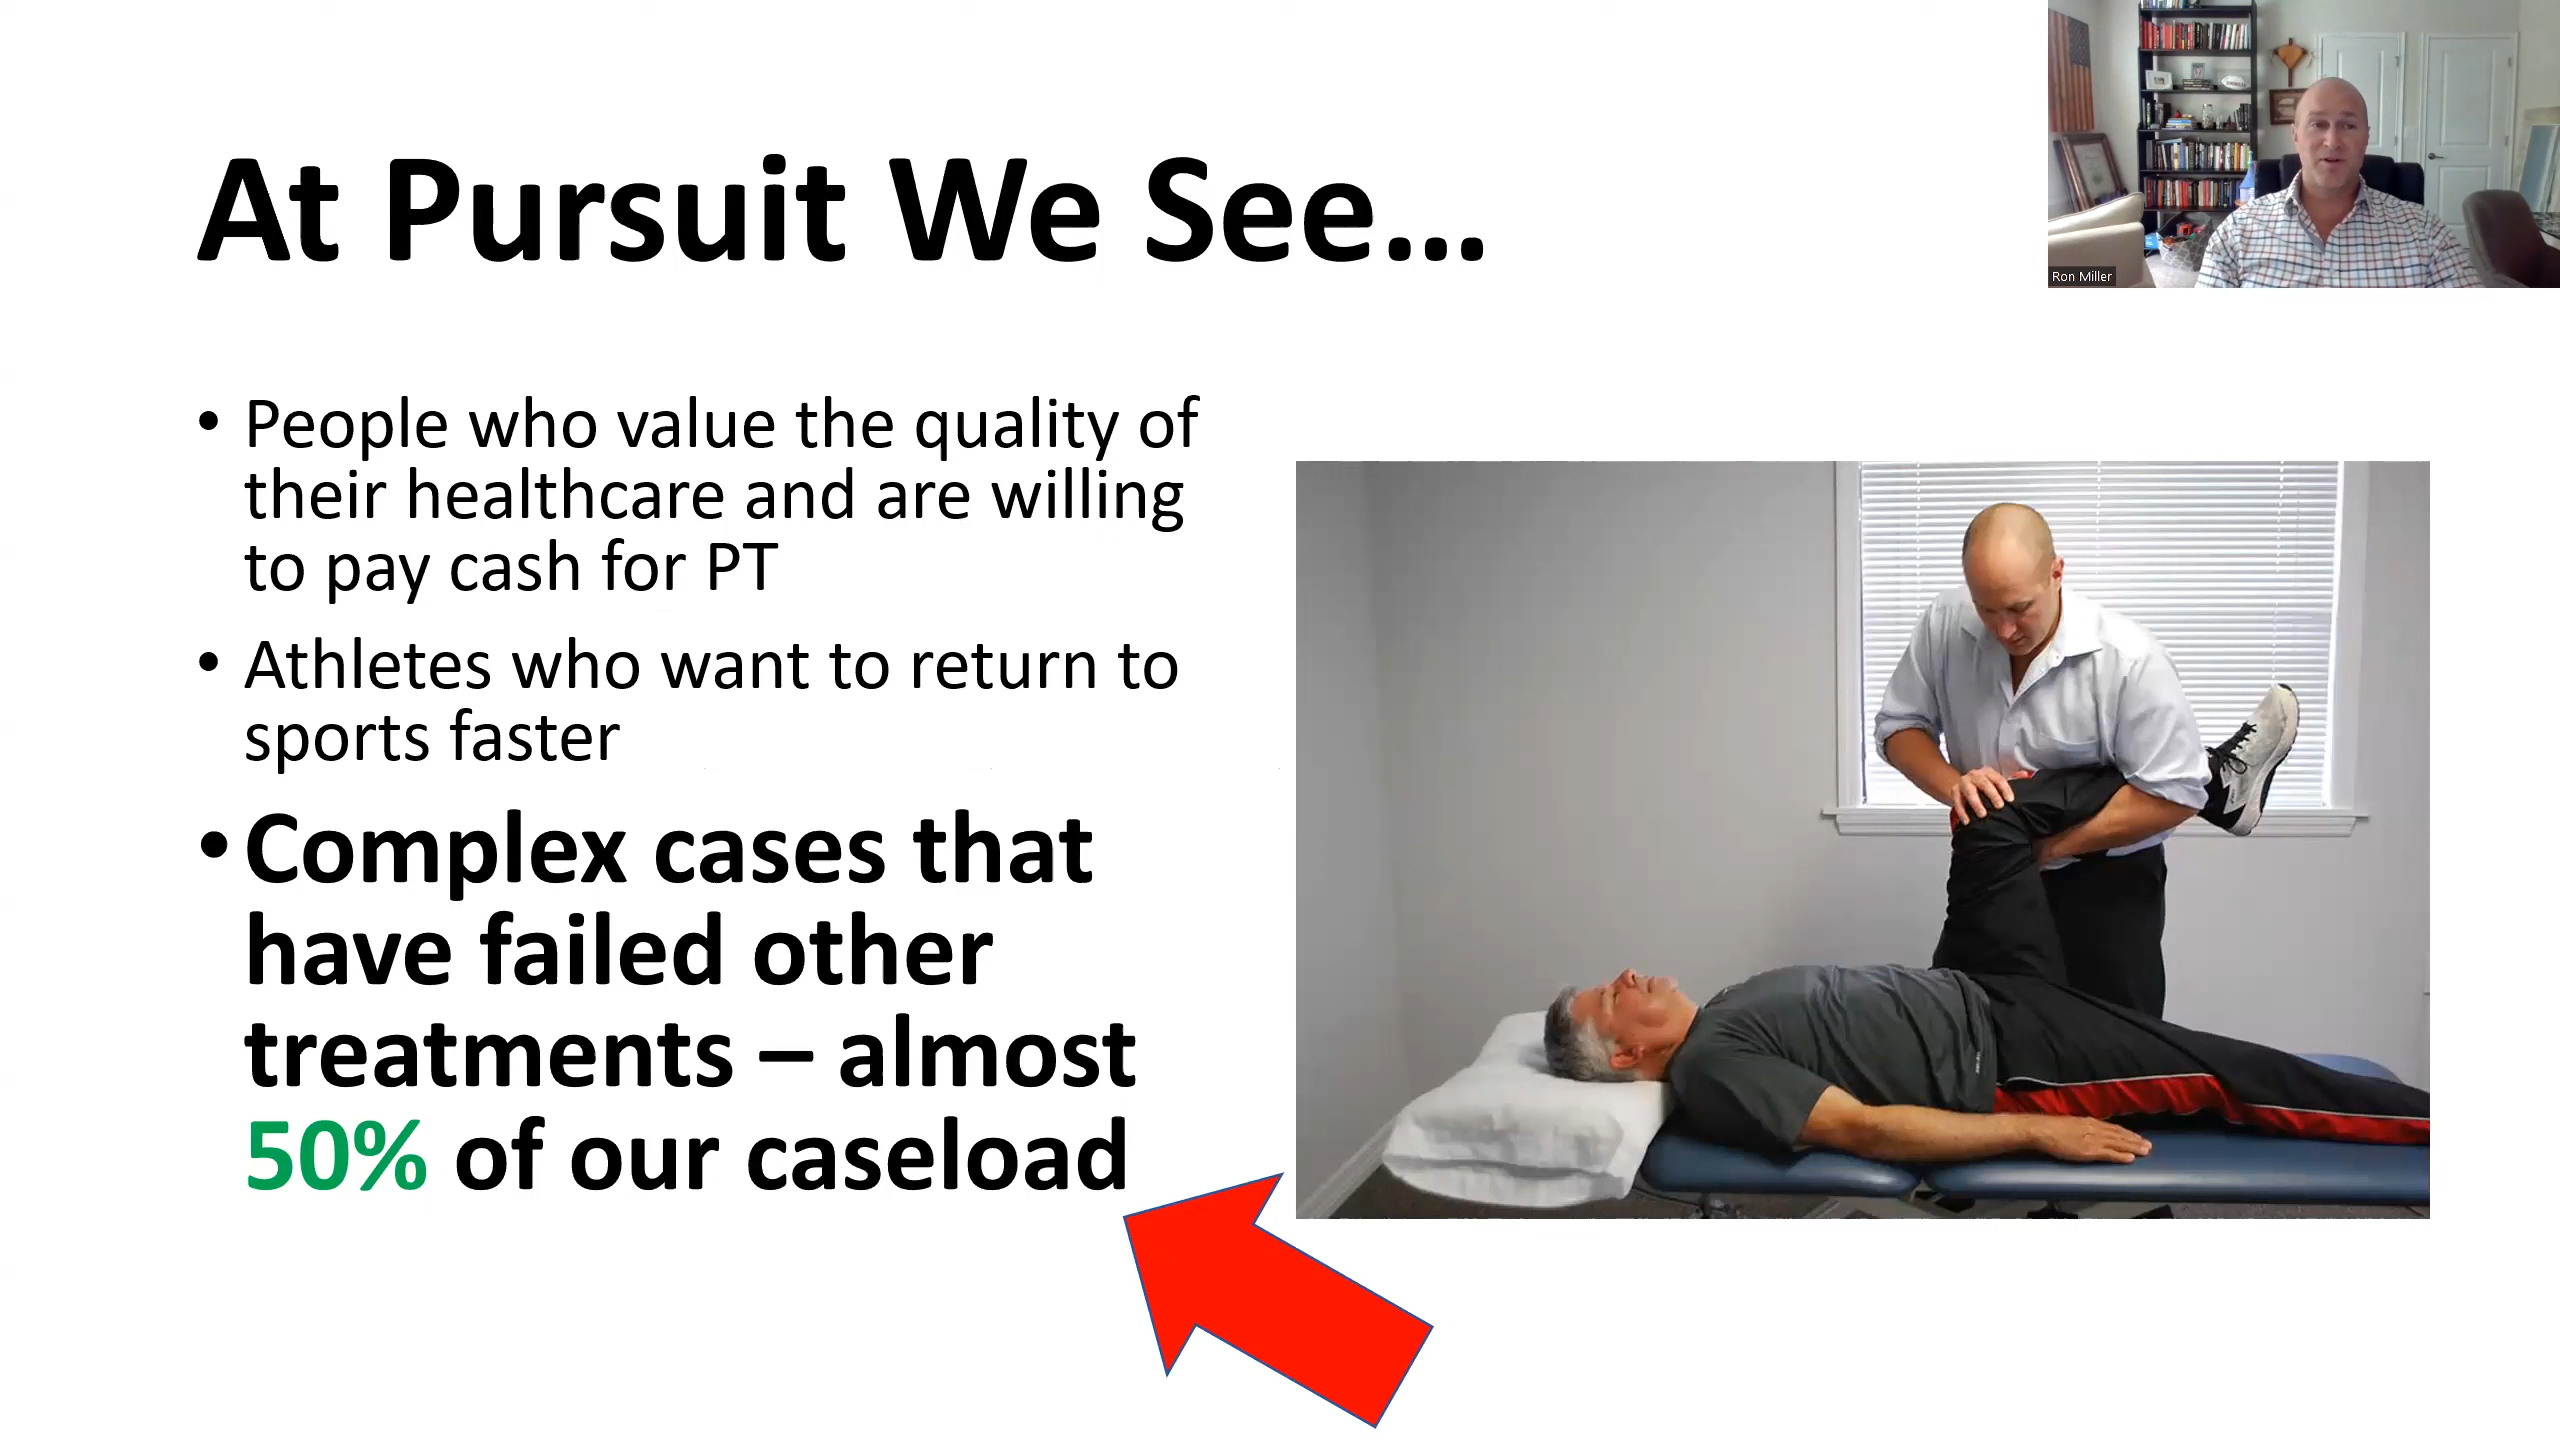 At Pursuit We See...
• People who value the quality of
their healthcare and are willing
to pay cash for PT
• Athletes who want to return to
sports faster
• Complex cases that
have failed other
treatments – almost
50% of our caseload
Ron Miller